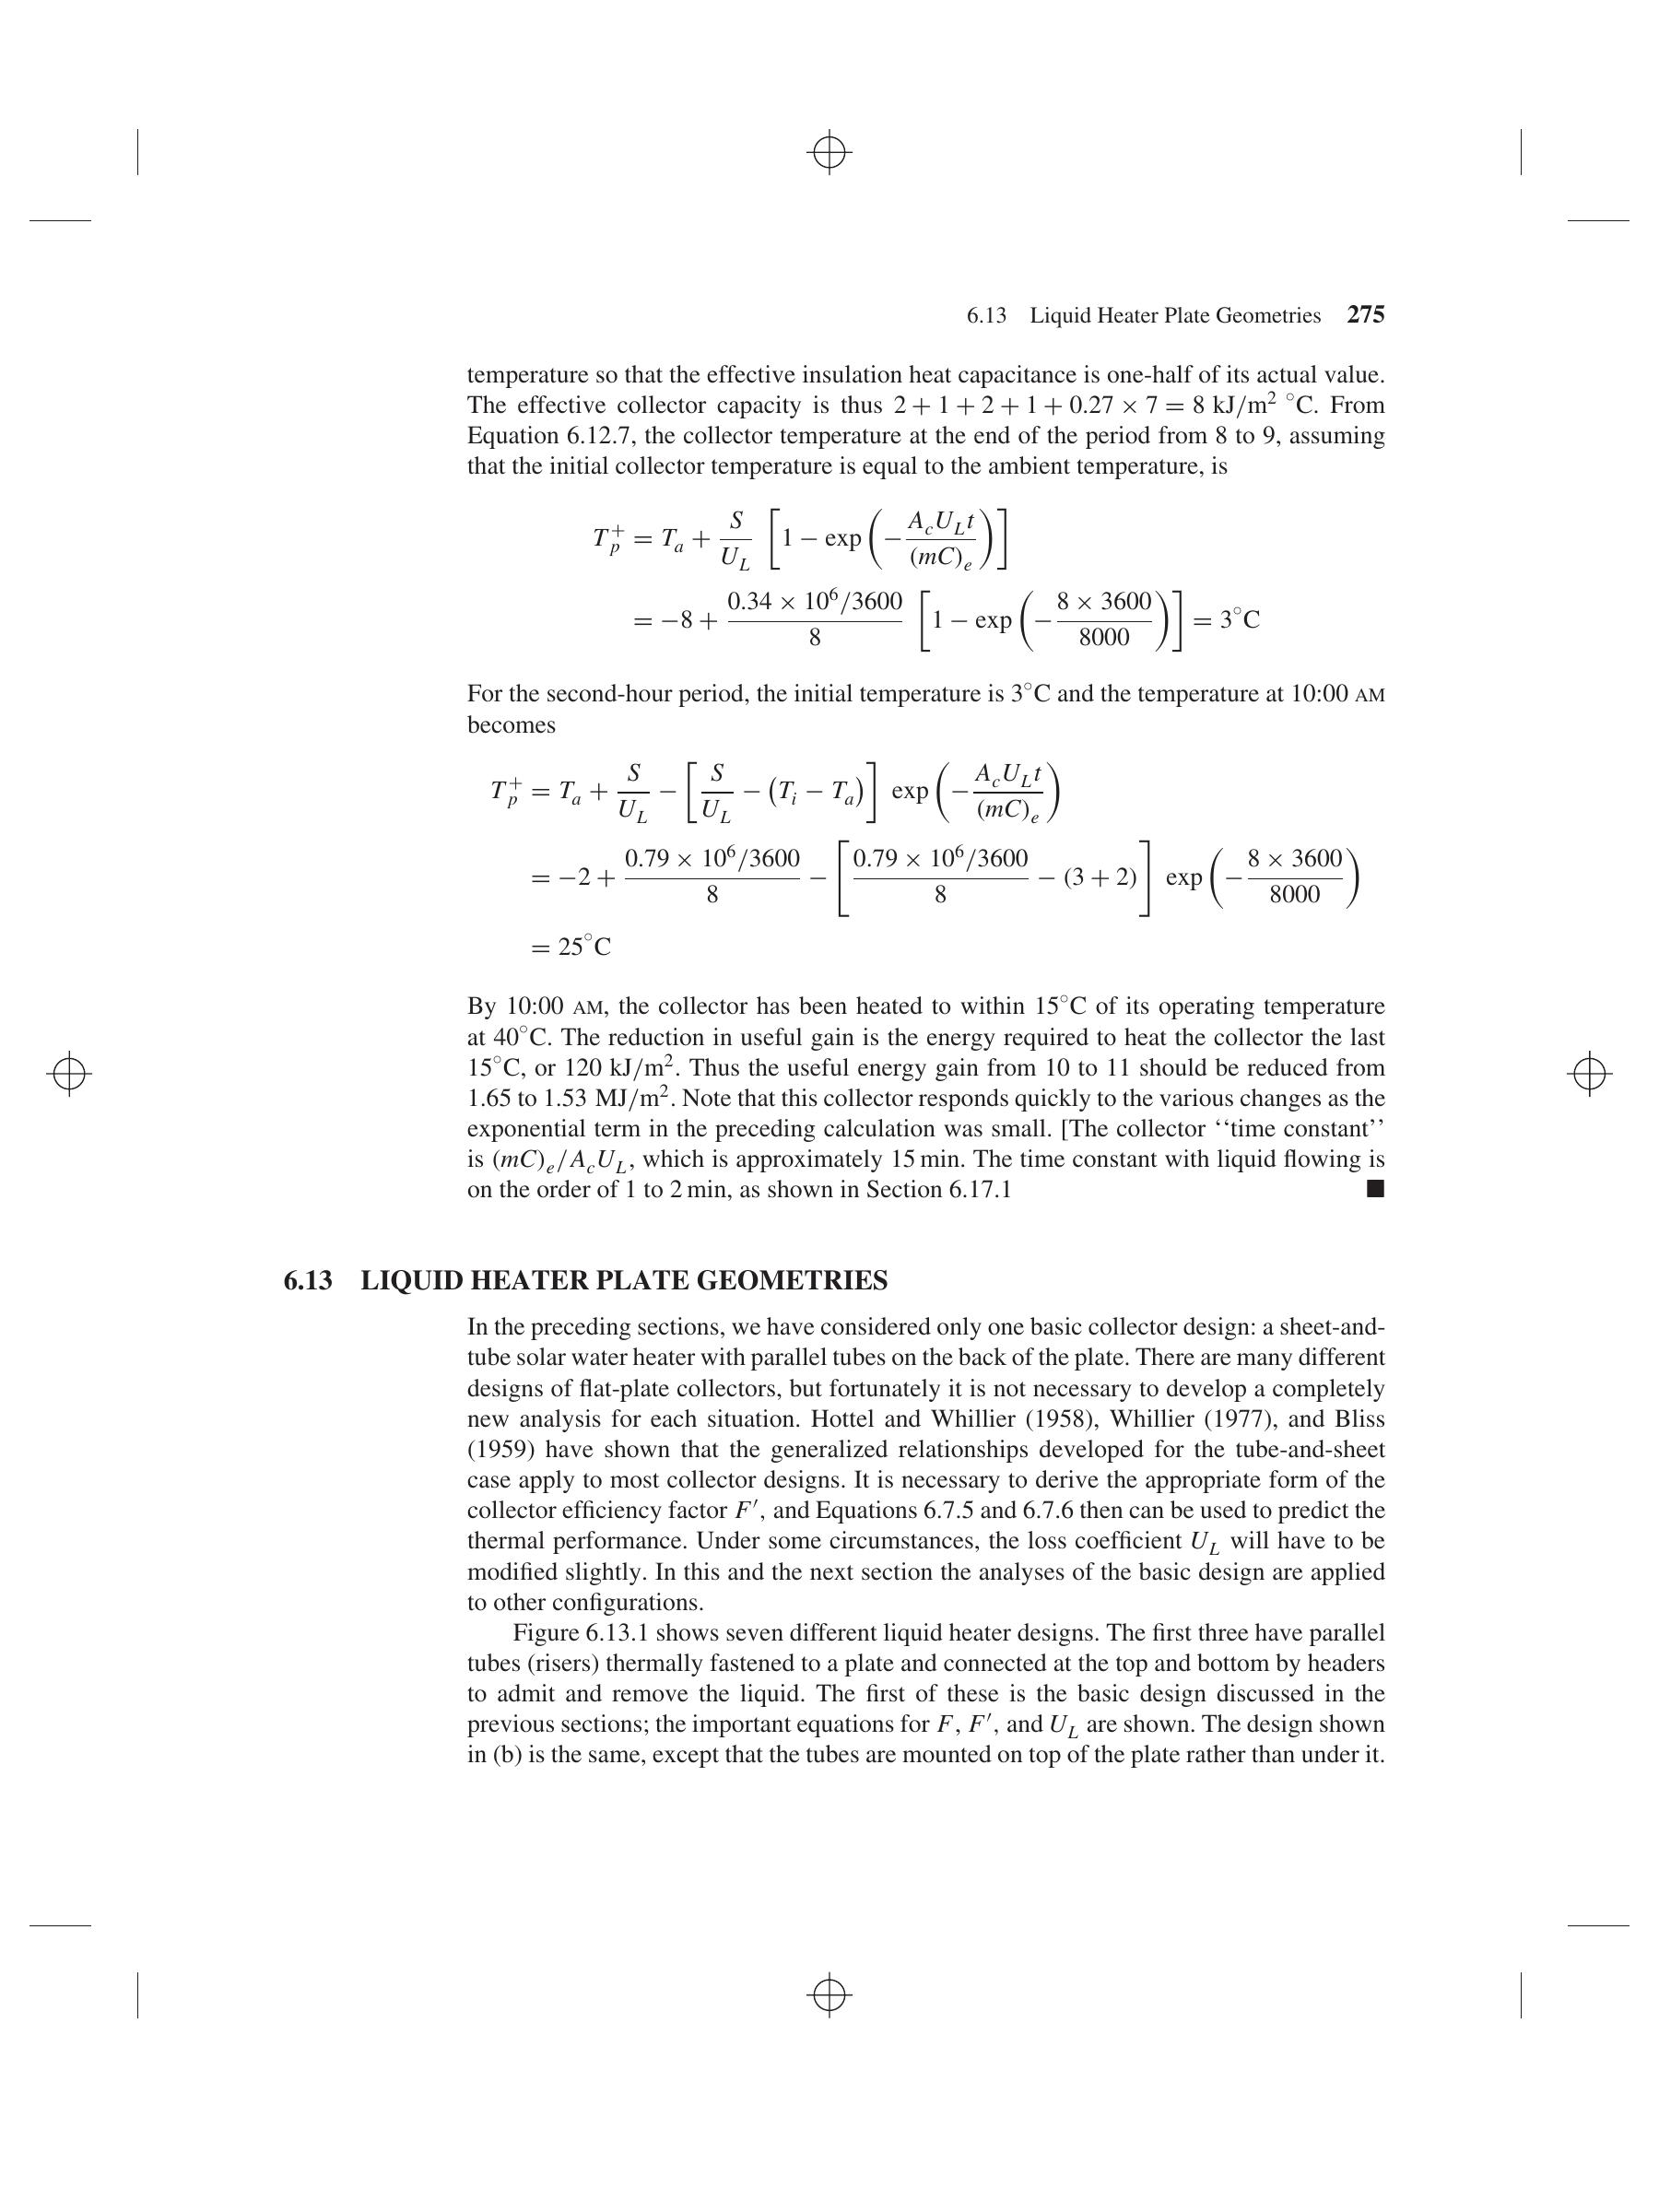 6.13 Liquid Heater Plate Geometries 275
temperature so that the effective insulation heat capacitance is one-half of its actual value.
The effective collector capacity is thus 2 + 1 + 2 + 1 + 0.27 × 7 = 8 kJ/m² °C. From
Equation 6.12.7, the collector temperature at the end of the period from 8 to 9, assuming
that the initial collector temperature is equal to the ambient temperature, is
T_p^+ = T_a + \frac{S}{U_L} [1 − exp(−\frac{A_c U_L t}{(mC)_e})]
= −8 + \frac{0.34 × 10^6/3600}{8} [1 − exp(−\frac{8 × 3600}{8000})] = 3°C
For the second-hour period, the initial temperature is 3°C and the temperature at 10:00 AM
becomes
T_p^+ = T_a + \frac{S}{U_L} − [\frac{S}{U_L} − (T_i − T_a)] exp(−\frac{A_c U_L t}{(mC)_e})
= −2 + \frac{0.79 × 10^6/3600}{8} − [\frac{0.79 × 10^6/3600}{8} − (3 + 2)] exp(−\frac{8 × 3600}{8000})
= 25°C
By 10:00 AM, the collector has been heated to within 15°C of its operating temperature
at 40°C. The reduction in useful gain is the energy required to heat the collector the last
15°C, or 120 kJ/m². Thus the useful energy gain from 10 to 11 should be reduced from
1.65 to 1.53 MJ/m². Note that this collector responds quickly to the various changes as the
exponential term in the preceding calculation was small. [The collector ‘‘time constant’’
is (mC)_e/A_c U_L, which is approximately 15 min. The time constant with liquid flowing is
on the order of 1 to 2 min, as shown in Section 6.17.1 ■
6.13 LIQUID HEATER PLATE GEOMETRIES
In the preceding sections, we have considered only one basic collector design: a sheet-and-
tube solar water heater with parallel tubes on the back of the plate. There are many different
designs of flat-plate collectors, but fortunately it is not necessary to develop a completely
new analysis for each situation. Hottel and Whillier (1958), Whillier (1977), and Bliss
(1959) have shown that the generalized relationships developed for the tube-and-sheet
case apply to most collector designs. It is necessary to derive the appropriate form of the
collector efficiency factor F′, and Equations 6.7.5 and 6.7.6 then can be used to predict the
thermal performance. Under some circumstances, the loss coefficient U_L will have to be
modified slightly. In this and the next section the analyses of the basic design are applied
to other configurations.
Figure 6.13.1 shows seven different liquid heater designs. The first three have parallel
tubes (risers) thermally fastened to a plate and connected at the top and bottom by headers
to admit and remove the liquid. The first of these is the basic design discussed in the
previous sections; the important equations for F, F′, and U_L are shown. The design shown
in (b) is the same, except that the tubes are mounted on top of the plate rather than under it.